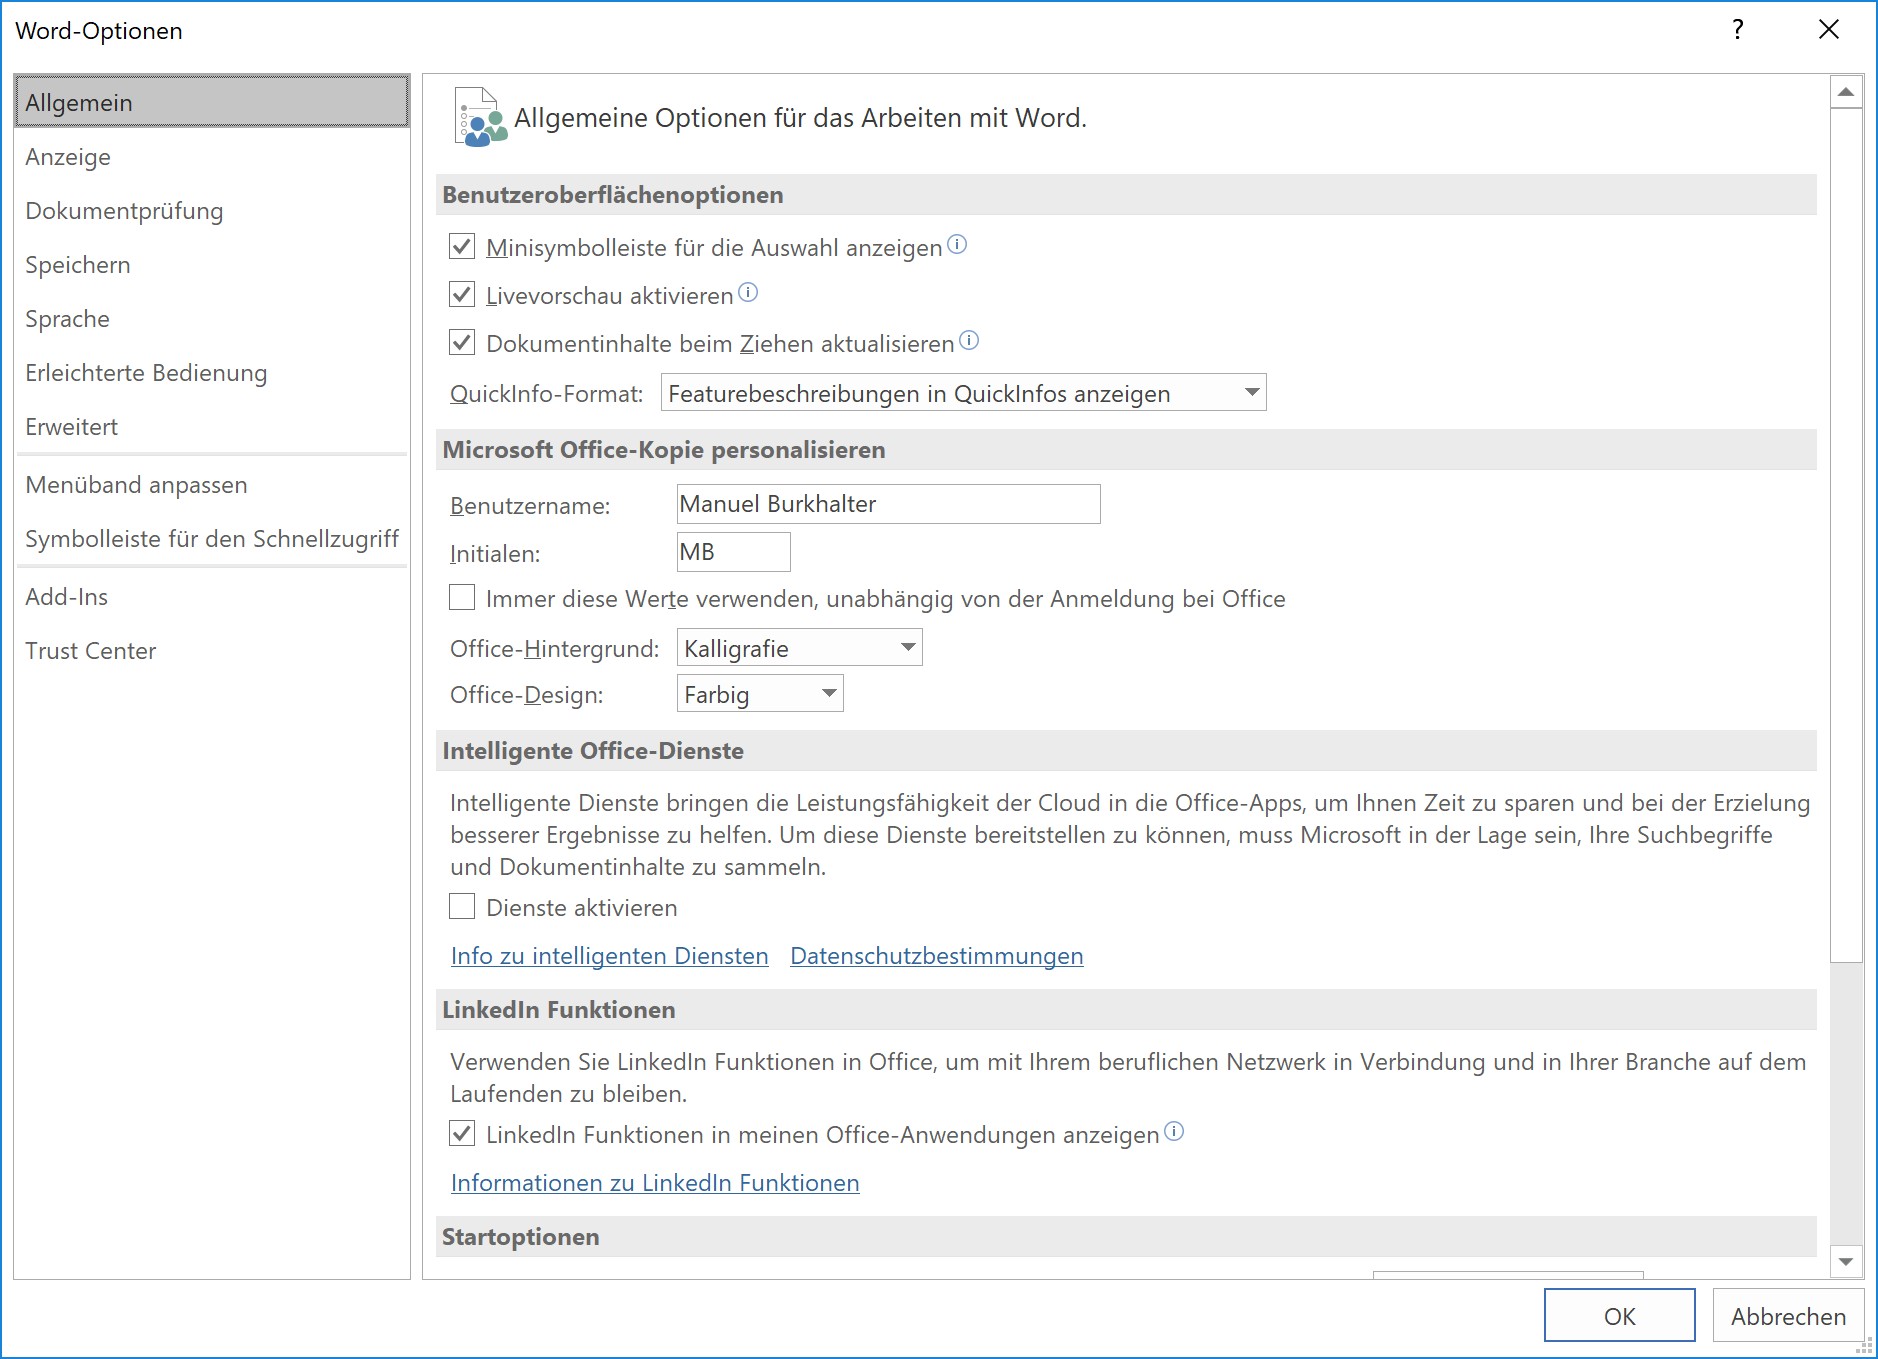 Word-Optionen
?
Allgemein
Anzeige
Dokumentprüfung
Speichern
Sprache
Erleichterte Bedienung
Erweitert
Menüband anpassen
Symbolleiste für den Schnellzugriff
Add-Ins
Trust Center
Allgemeine Optionen für das Arbeiten mit Word.
Benutzeroberflächenoptionen
Minisymbolleiste für die Auswahl anzeigen
Livevorschau aktivieren
Dokumentinhalte beim Ziehen aktualisieren
QuickInfo-Format: Featurebeschreibungen in QuickInfos anzeigen
Microsoft Office-Kopie personalisieren
Benutzername: Manuel Burkhalter
Initialen: MB
Immer diese Werte verwenden, unabhängig von der Anmeldung bei Office
Office-Hintergrund: Kalligrafie
Office-Design: Farbig
Intelligente Office-Dienste
Intelligente Dienste bringen die Leistungsfähigkeit der Cloud in die Office-Apps, um Ihnen Zeit zu sparen und bei der Erzielung
besserer Ergebnisse zu helfen. Um diese Dienste bereitstellen zu können, muss Microsoft in der Lage sein, Ihre Suchbegriffe
und Dokumentinhalte zu sammeln.
Dienste aktivieren
Info zu intelligenten Diensten Datenschutzbestimmungen
LinkedIn Funktionen
Verwenden Sie LinkedIn Funktionen in Office, um mit Ihrem beruflichen Netzwerk in Verbindung und in Ihrer Branche auf dem
Laufenden zu bleiben.
LinkedIn Funktionen in meinen Office-Anwendungen anzeigen
Informationen zu LinkedIn Funktionen
Startoptionen
OK Abbrechen